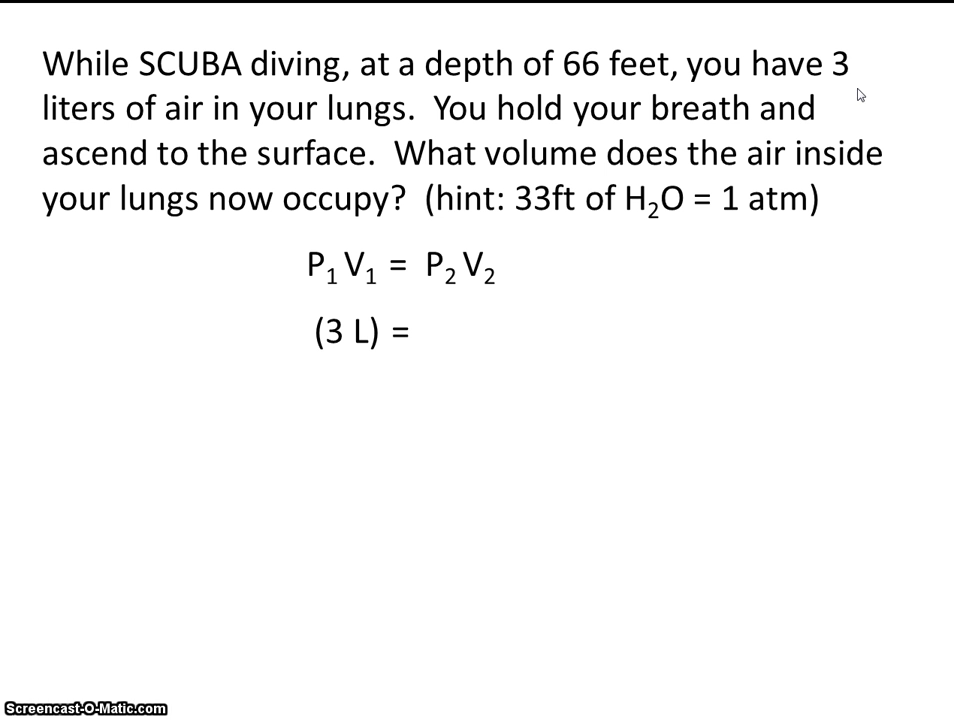 While SCUBA diving, at a depth of 66 feet, you have 3
liters of air in your lungs.  You hold your breath and
ascend to the surface.  What volume does the air inside
your lungs now occupy?  (hint: 33ft of H₂O = 1 atm)
P₁ V₁ = P₂ V₂
(3 L) =
Screencast-O-Matic.com